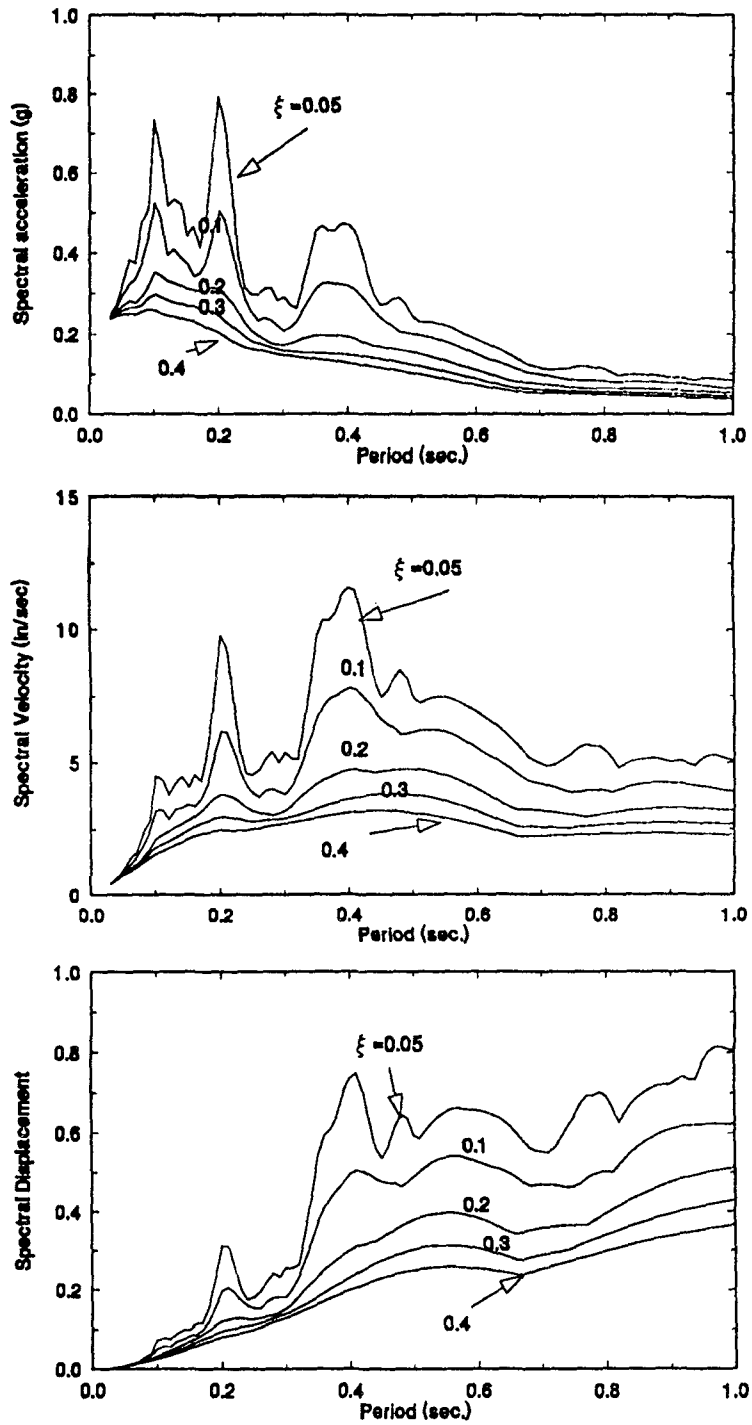 1.0
0.8
0.6
0.4
0.2
0.0
Spectral acceleration (g)
ξ =0.05
0.1
0.2
0.3
0.4
0.0 0.2 0.4 0.6 0.8 1.0
Period (sec.)
15
10
5
0
Spectral Velocity (in/sec)
ξ =0.05
0.1
0.2
0.3
0.4
0.0 0.2 0.4 0.6 0.8 1.0
Period (sec.)
1.0
0.8
0.6
0.4
0.2
0.0
Spectral Displacement
ξ =0.05
0.1
0.2
0.3
0.4
0.0 0.2 0.4 0.6 0.8 1.0
Period (sec.)